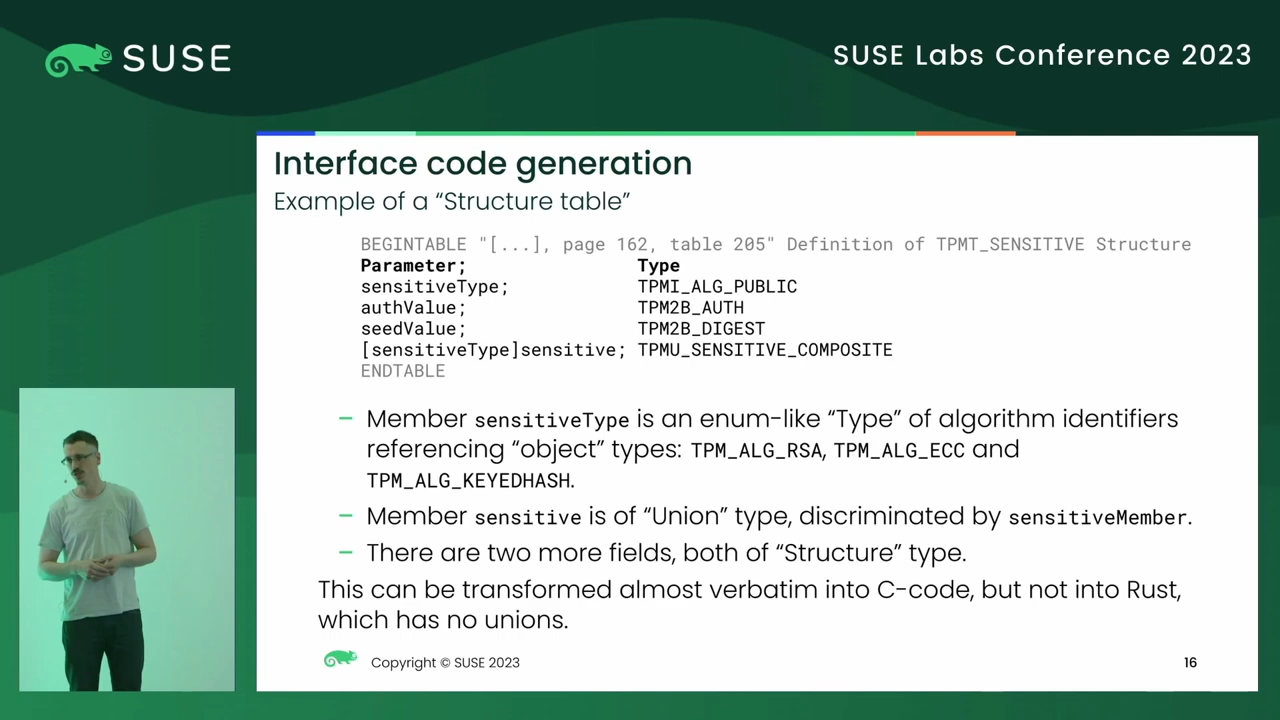 SUSE
SUSE Labs Conference 2023
Interface code generation
Example of a “Structure table”
BEGINTABLE "[...], page 162, table 205" Definition of TPMT_SENSITIVE Structure
Parameter; Type
sensitiveType; TPMI_ALG_PUBLIC
authValue; TPM2B_AUTH
seedValue; TPM2B_DIGEST
[sensitiveType]sensitive; TPMU_SENSITIVE_COMPOSITE
ENDTABLE
– Member sensitiveType is an enum-like “Type” of algorithm identifiers
referencing “object” types: TPM_ALG_RSA, TPM_ALG_ECC and
TPM_ALG_KEYEDHASH.
– Member sensitive is of “Union” type, discriminated by sensitiveMember.
– There are two more fields, both of “Structure” type.
This can be transformed almost verbatim into C-code, but not into Rust,
which has no unions.
Copyright © SUSE 2023
16